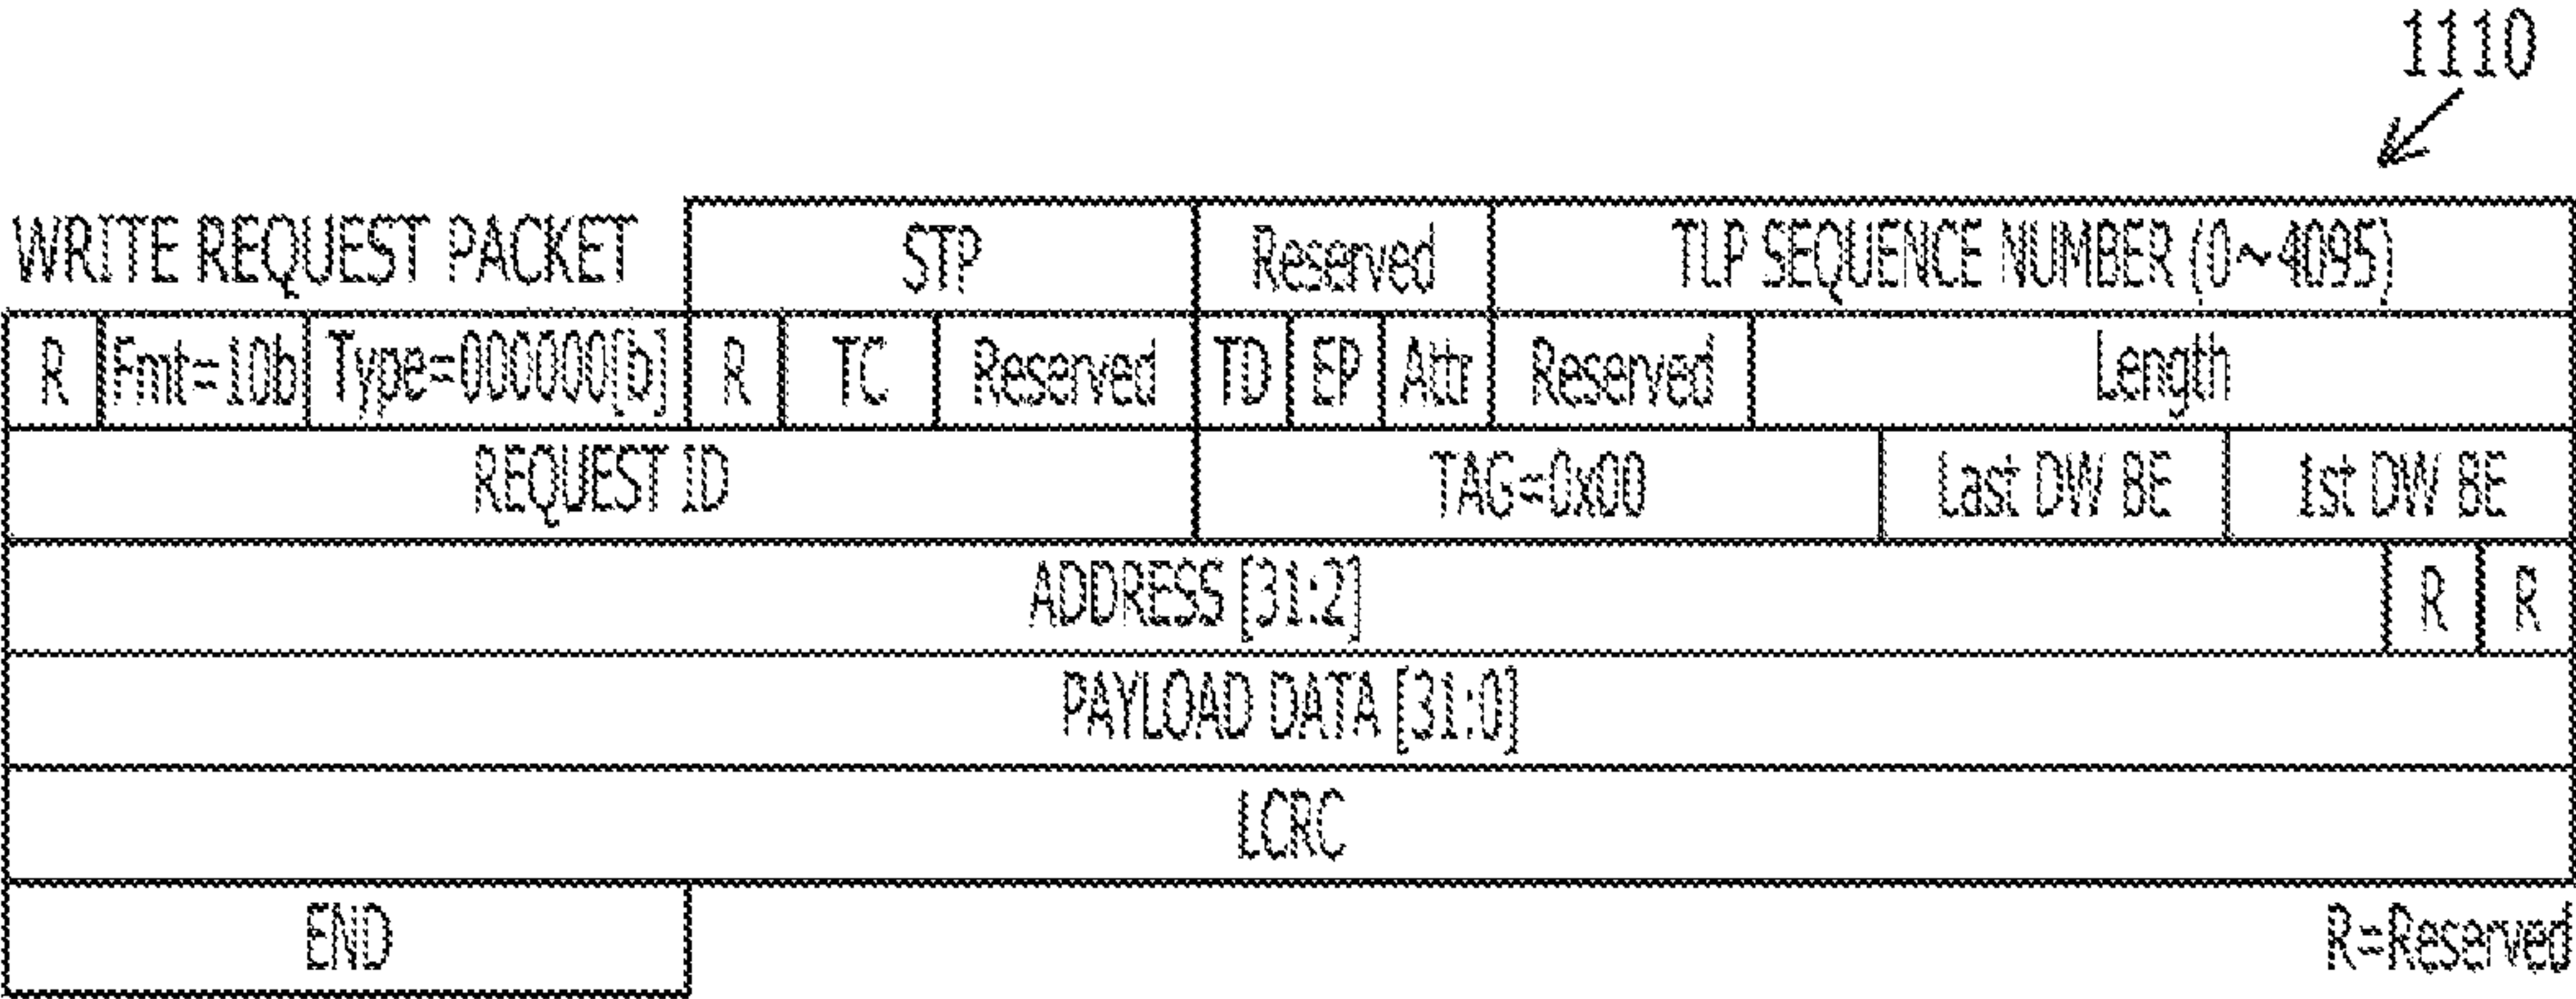 1110
WRITE REQUEST PACKET STP Reserved TLP SEQUENCE NUMBER (0~4095)
R Fmt=10b Type=000000[b] R TC Reserved TD EP Attr Reserved Length
REQUEST ID TAG=0x00 Last DW BE 1st DW BE
ADDRESS [31:2] R R
PAYLOAD DATA [31:0]
LCRC
END R=Reserved